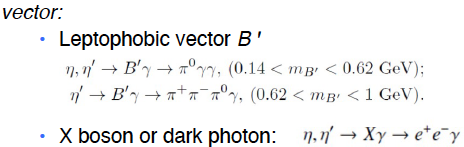 vector:
• Leptophobic vector B '
η, η′ → B′γ → π⁰γγ, (0.14 < m_B′ < 0.62 GeV);
η′ → B′γ → π⁺π⁻π⁰γ, (0.62 < m_B′ < 1 GeV).
• X boson or dark photon: η, η′ → Xγ → e⁺e⁻γ